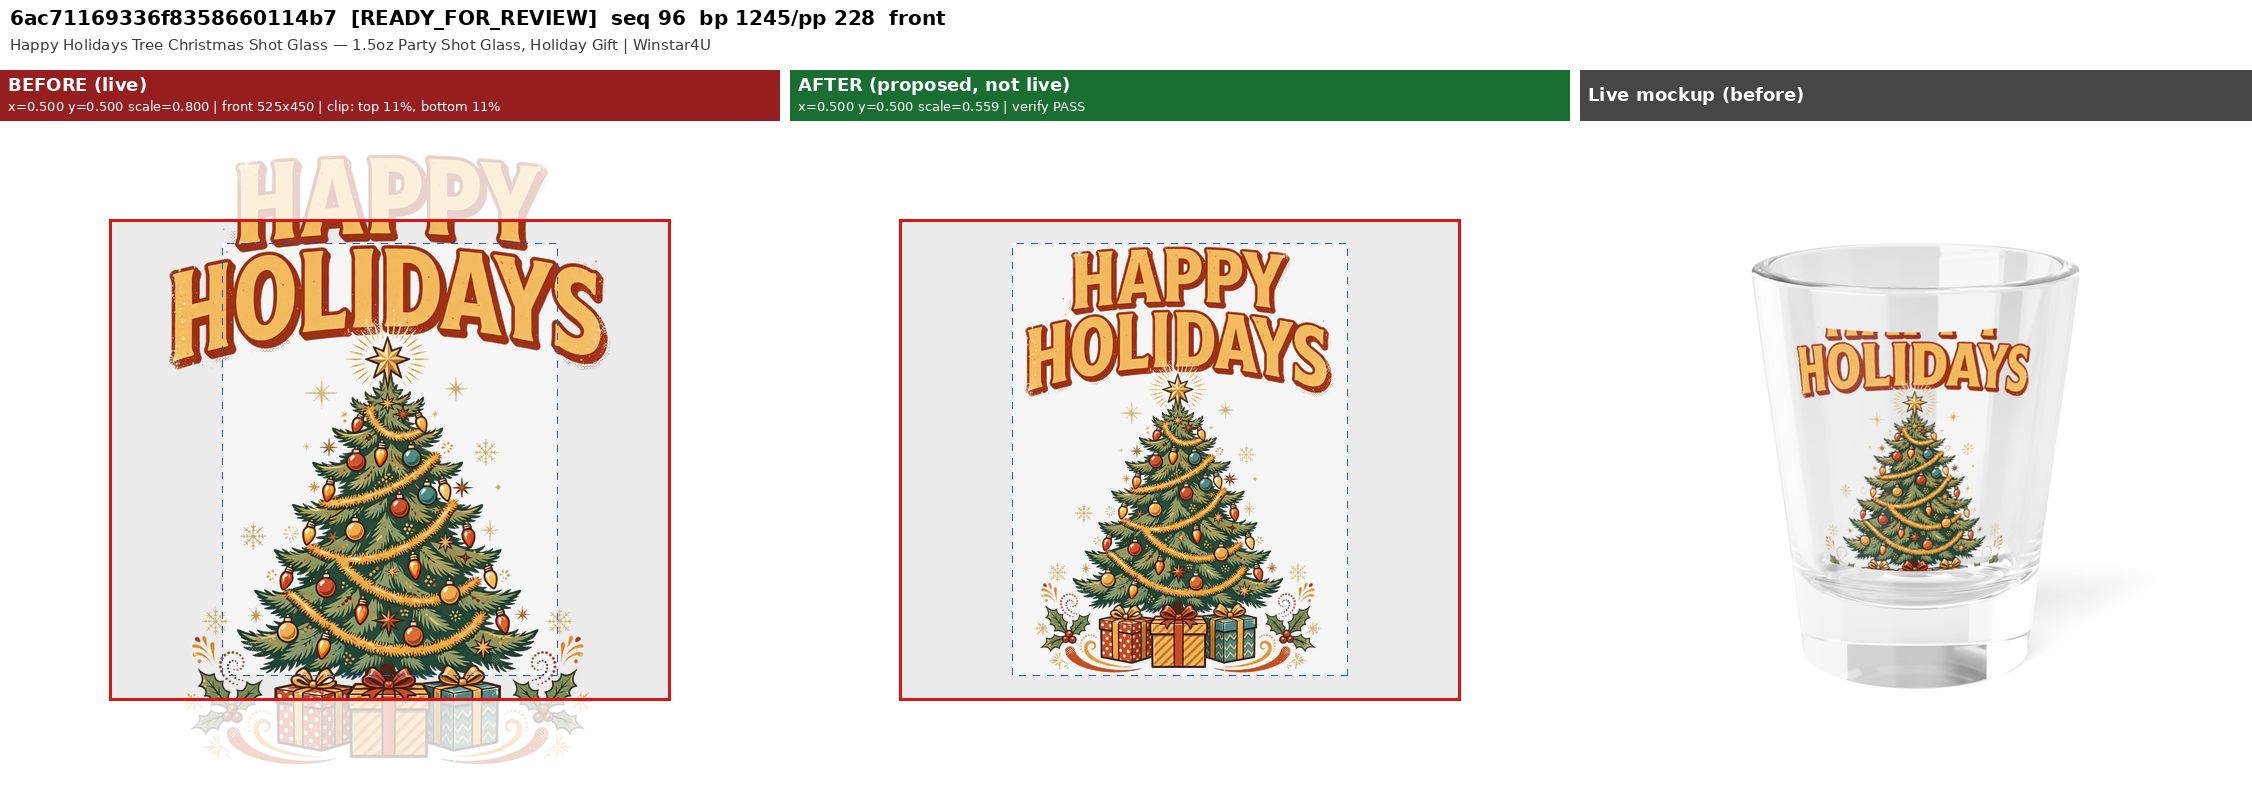 6ac71169336f8358660114b7  [READY_FOR_REVIEW]  seq 96  bp 1245/pp 228  front
Happy Holidays Tree Christmas Shot Glass — 1.5oz Party Shot Glass, Holiday Gift | Winstar4U
BEFORE (live)
x=0.500 y=0.500 scale=0.800 | front 525x450 | clip: top 11%, bottom 11%
AFTER (proposed, not live)
x=0.500 y=0.500 scale=0.559 | verify PASS
Live mockup (before)
HAPPY
HOLIDAYS
HAPPY
HOLIDAYS
HOLIDAYS